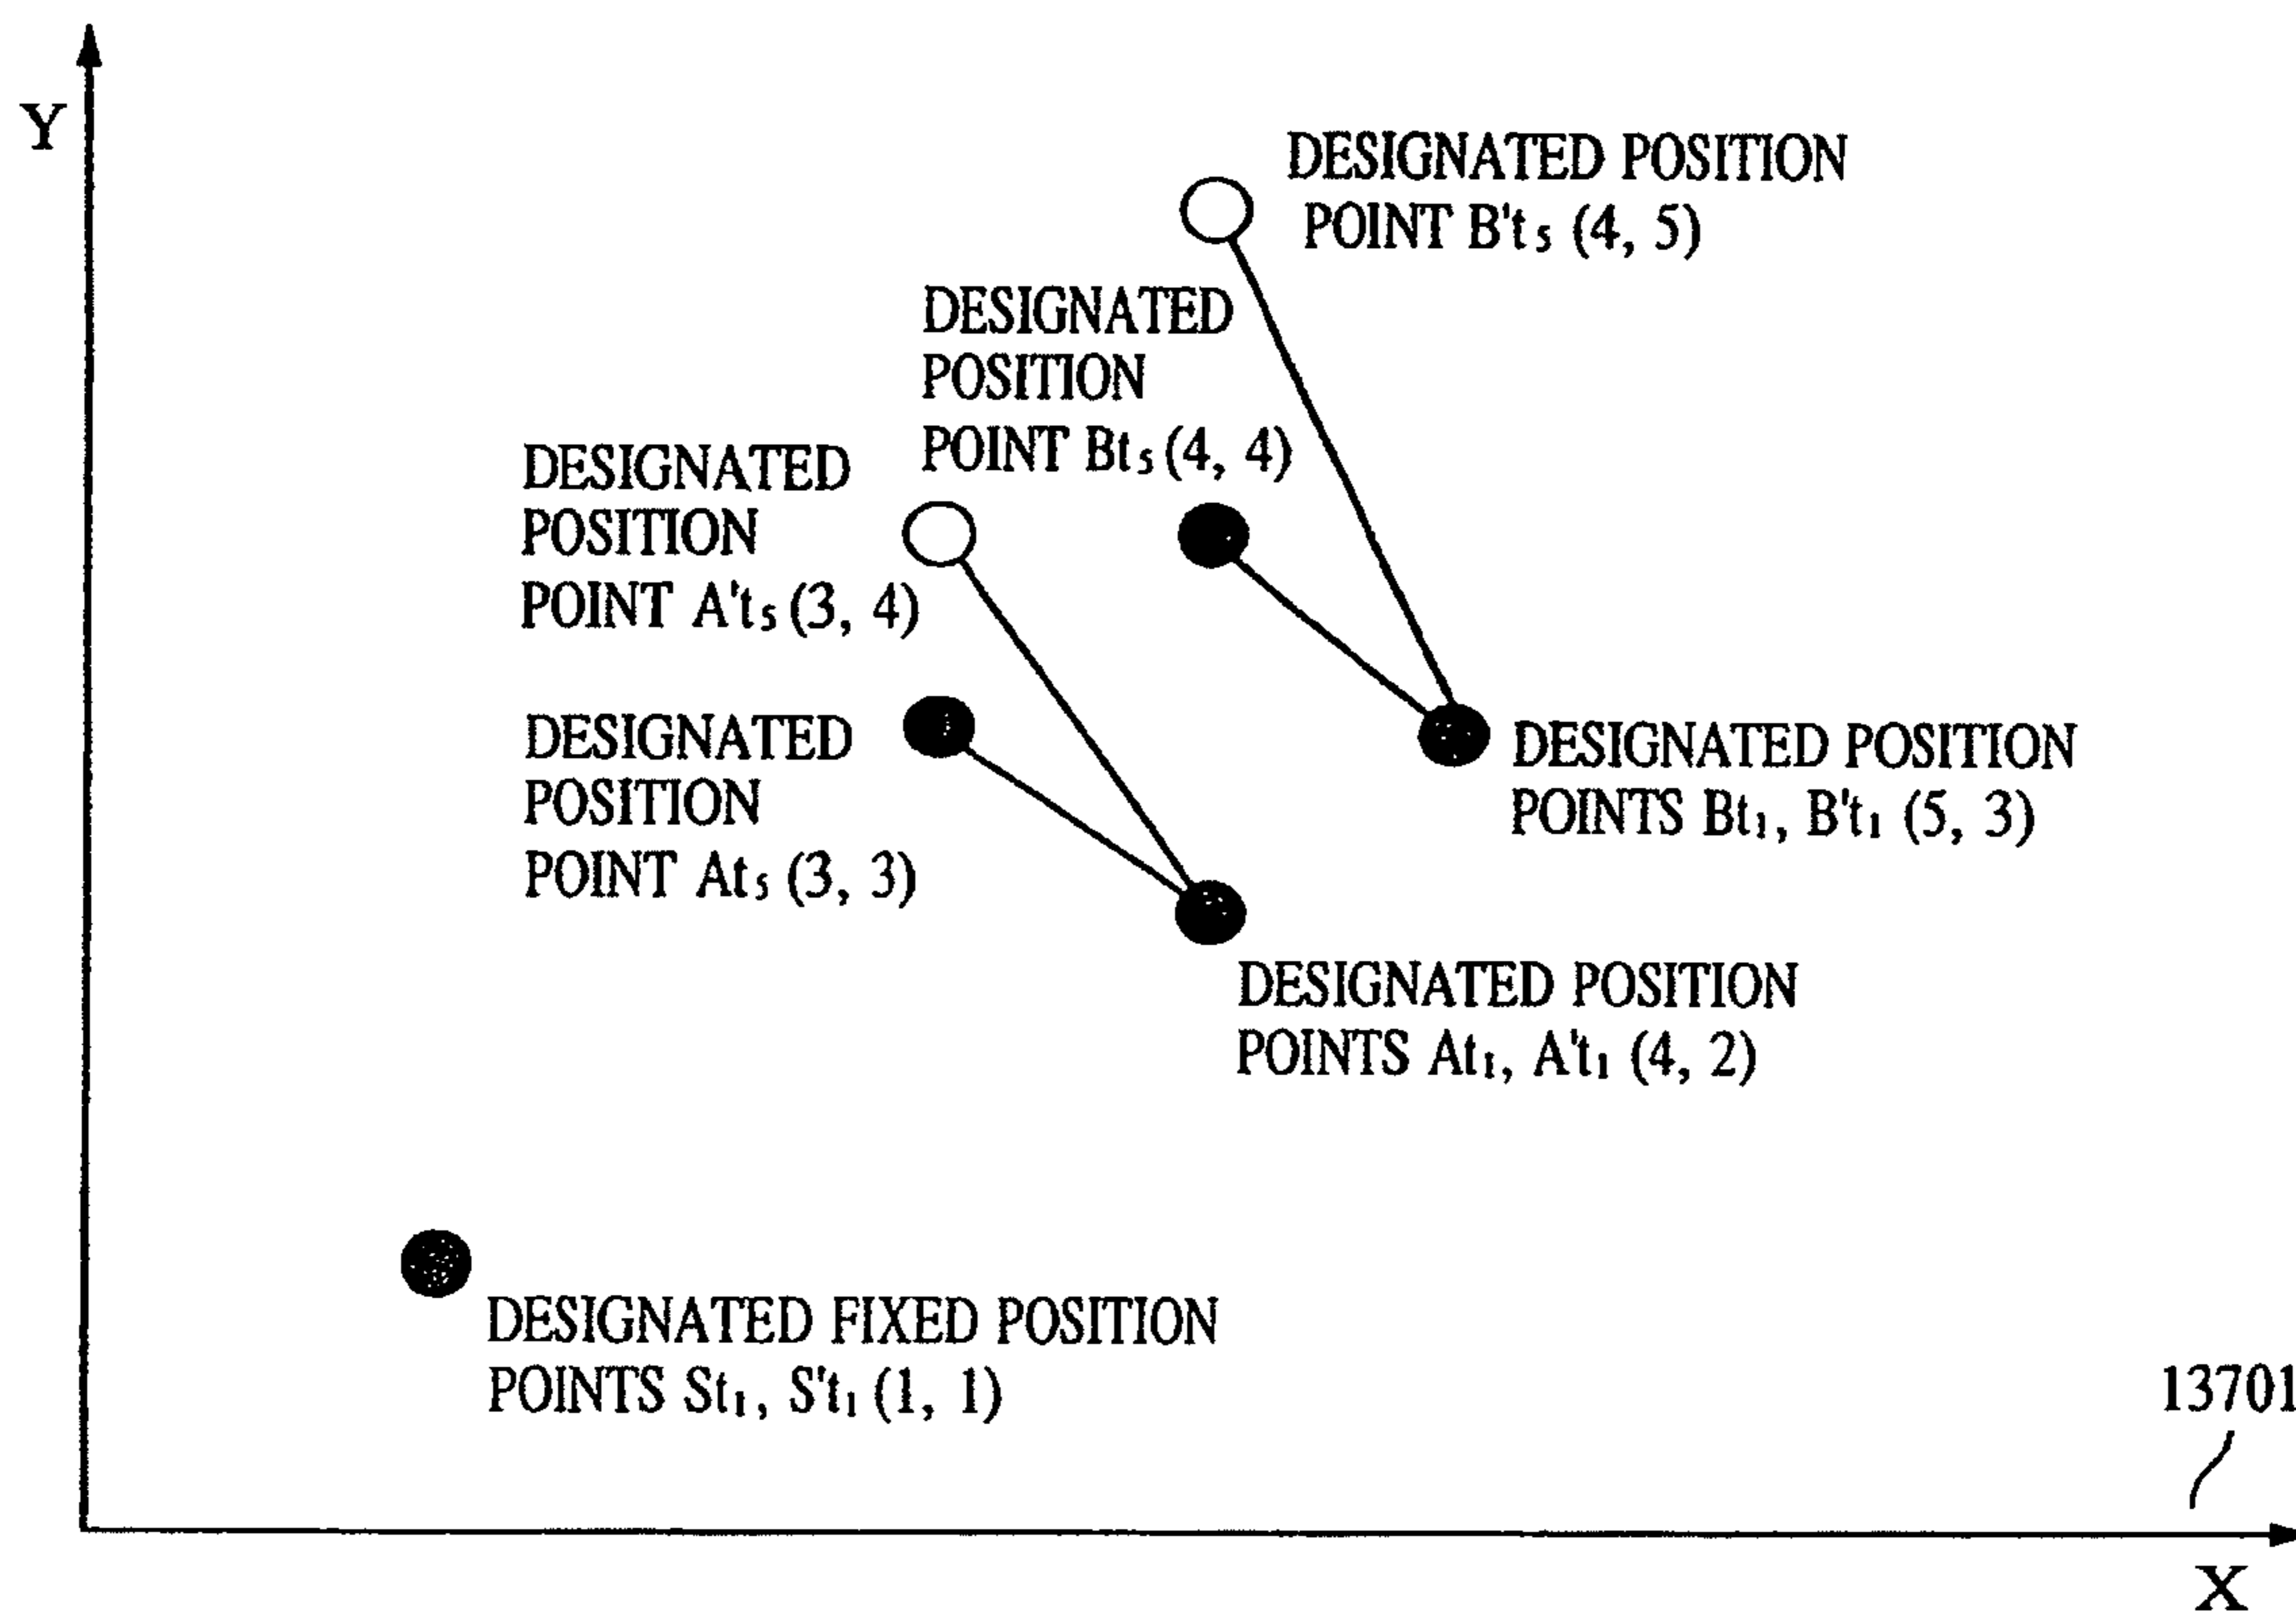 Y
DESIGNATED POSITION
POINT B't5 (4, 5)
DESIGNATED
POSITION
POINT Bt5 (4, 4)
DESIGNATED
POSITION
POINT A't5 (3, 4)
DESIGNATED
POSITION
POINT At5 (3, 3)
DESIGNATED POSITION
POINTS Bt1, B't1 (5, 3)
DESIGNATED POSITION
POINTS At1, A't1 (4, 2)
DESIGNATED FIXED POSITION
POINTS St1, S't1 (1, 1)
13701
X